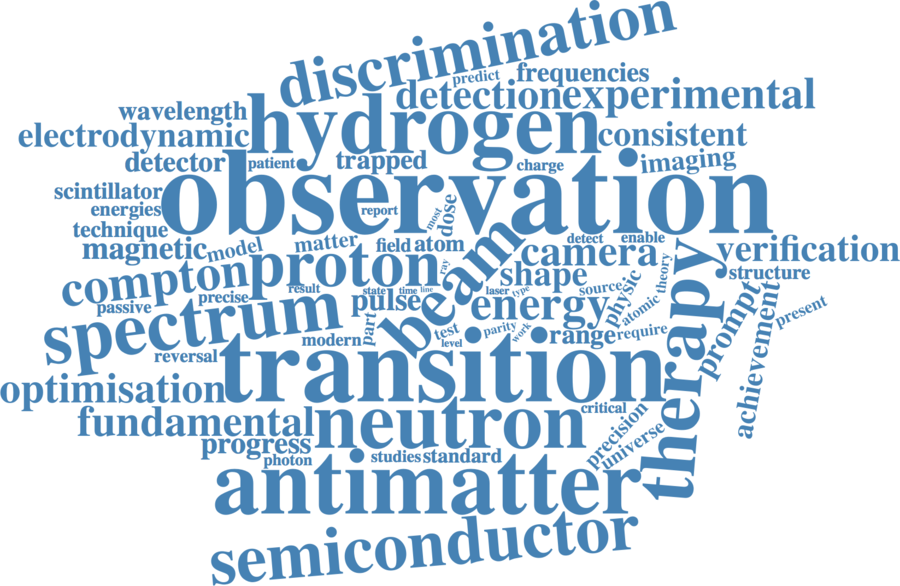 discrimination
predict
frequencies
detection
experimental
wavelength
hydrogen
electrodynamic
consistent
detector
patient
trapped
charge
imaging
observation
scintillator
energies
report
most
dose
technique
magnetic
model
matter
field
atom
beam
detect
enable
camera
verification
compton
proton
ray
shape
therapy
theory
structure
passive
precise
result
state
time
line
laser
type
source
physic
pulse
energy
atomic
prompt
achievement
present
spectrum
part
test
level
parity
work
range
require
modern
reversal
transition
optimisation
critical
fundamental
neutron
precision
universe
progress
photon
studies
standard
antimatter
semiconductor